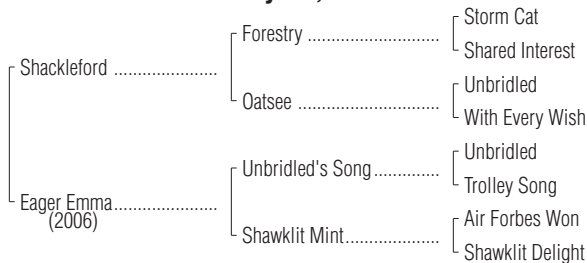 Storm Cat
Forestry
Shared Interest
Shackleford
Unbridled
Oatsee
With Every Wish
Unbridled
Unbridled's Song
Trolley Song
Eager Emma
(2006)
Air Forbes Won
Shawklit Mint
Shawklit Delight